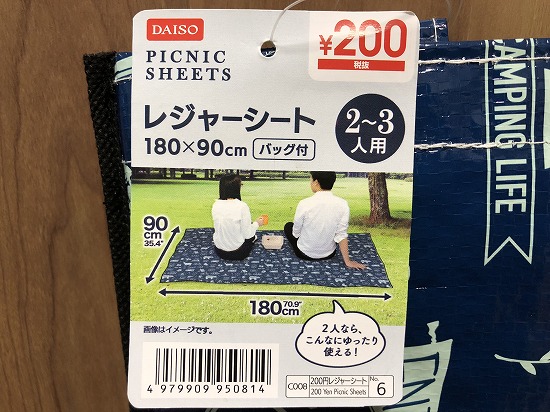 DAISO
PICNIC
SHEETS
¥200
税抜
レジャーシート
180×90cm
バッグ付
2〜3
人用
90
cm
35.4"
180cm
70.9"
2人なら、
こんなにゆったり
使える！
画像はイメージです。
4 979909 950814
C008
200円レジャーシート
200 Yen Picnic Sheets
No.
6
AMPING LIFE